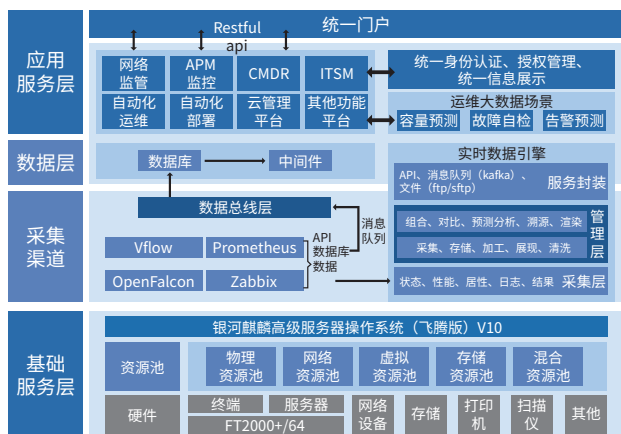 应用
服务层
统一门户
Restful
api
网络
监管
APM
监控
CMDR
ITSM
自动化
运维
自动化
部署
云管理
平台
其他功能
平台
统一身份认证、授权管理、
统一信息展示
运维大数据场景
容量预测
故障自检
告警预测
数据层
数据库
中间件
实时数据引擎
API、消息队列（kafka）、
文件（ftp/sftp）
服务封装
采集
渠道
数据总线层
消息
队列
Vflow
Prometheus
OpenFalcon
Zabbix
API
数据库
数据
组合、对比、预测分析、溯源、渲染
采集、存储、加工、展现、清洗
管
理
层
状态、性能、居性、日志、结果
采集层
基础
服务层
银河麒麟高级服务器操作系统（飞腾版）V10
资源池
物理
资源池
网络
资源池
虚拟
资源池
存储
资源池
混合
资源池
硬件
终端
服务器
FT2000+/64
网络
设备
存储
打印
机
扫描
仪
其他